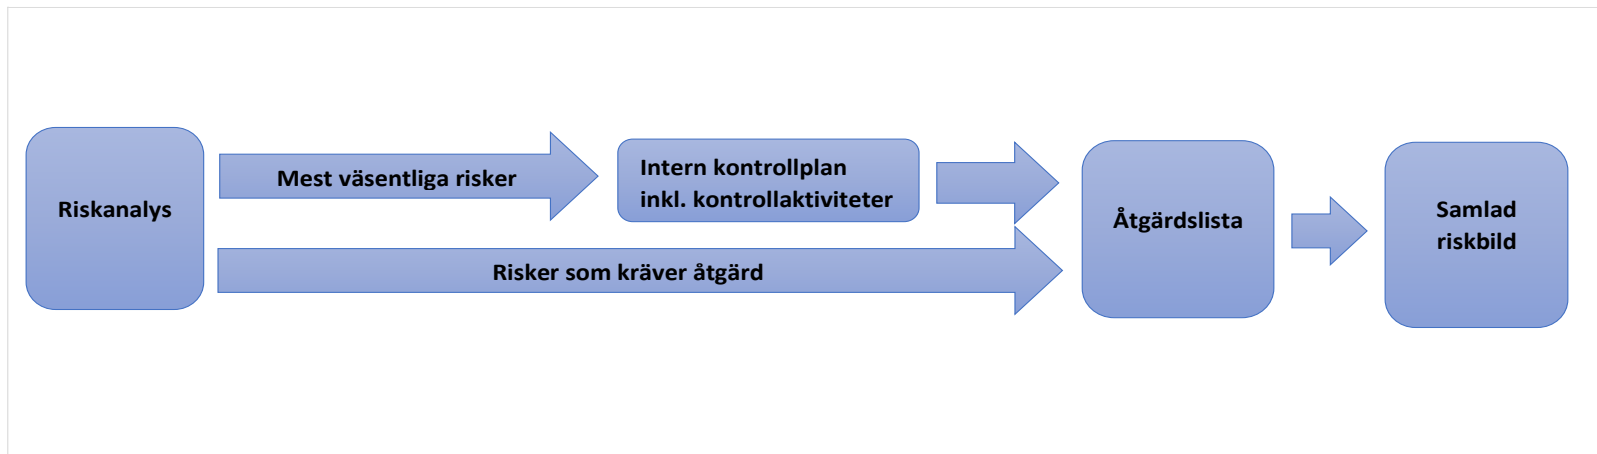 Riskanalys
Mest väsentliga risker
Intern kontrollplan
inkl. kontrollaktiviteter
Risker som kräver åtgärd
Åtgärdslista
Samlad
riskbild